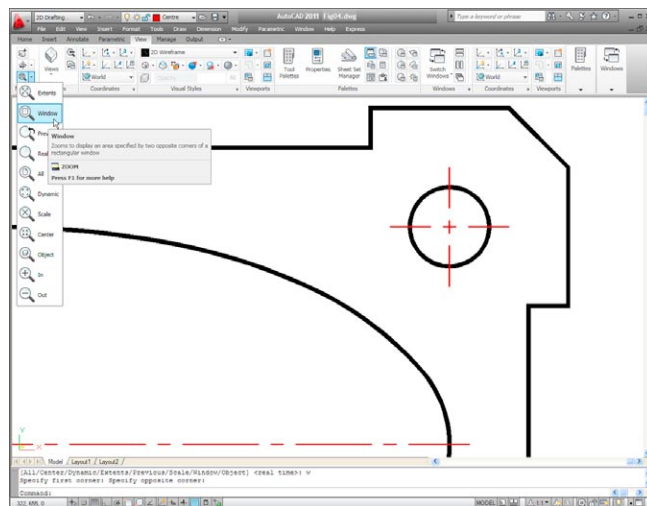 2D Drafting...
Centre
AutoCAD 2011 Fig04.dwg
Type a keyword or phrase
File Edit View Insert Format Tools Draw Dimension Modify Parametric Window Help Express
Home Insert Annotate Parametric View Manage Output
Views
World
2D Wireframe
Tool Palettes
Properties
Sheet Set Manager
Switch Windows
World
Palettes
Windows
Coordinates
Visual Styles
Viewports
Palettes
Windows
Coordinates
Viewports
Extents
Window
Window
Zooms to display an area specified by two opposite corners of a
rectangular window
ZOOM
Press F1 for more help
All
Dynamic
Scale
Center
Object
In
Out
Y
X
Model / Layout1 / Layout2 /
[All/Center/Dynamic/Extents/Previous/Scale/Window/Object] <real time>: w
Specify first corner: Specify opposite corner:
Command:
MODEL